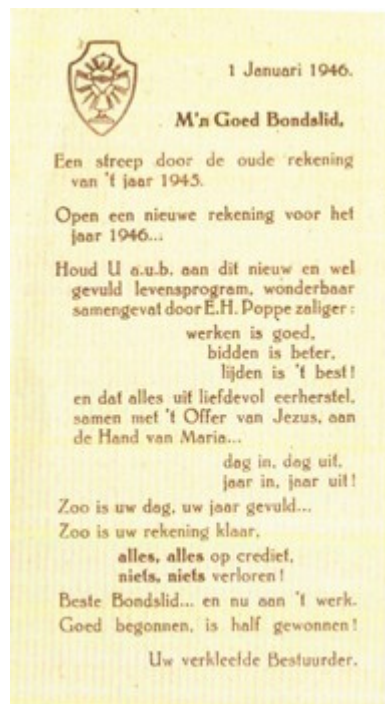 1 Januari 1946.
M'n Goed Bondslid,
Een streep door de oude rekening
van 't jaar 1945.
Open een nieuwe rekening voor het
jaar 1946...
Houd U a.u.b. aan dit nieuw en wel
gevuld levensprogram, wonderbaar
samengevat door E.H. Poppe zaliger :
werken is goed,
bidden is beter,
lijden is 't best !
en dat alles uit liefdevol eerherstel,
samen met 't Offer van Jezus, aan
de Hand van Maria...
dag in, dag uit,
jaar in, jaar uit !
Zoo is uw dag, uw jaar gevuld...
Zoo is uw rekening klaar,
alles, alles op crediet,
niets, niets verloren !
Beste Bondslid... en nu aan 't werk.
Goed begonnen, is half gewonnen !
Uw verkleefde Bestuurder.